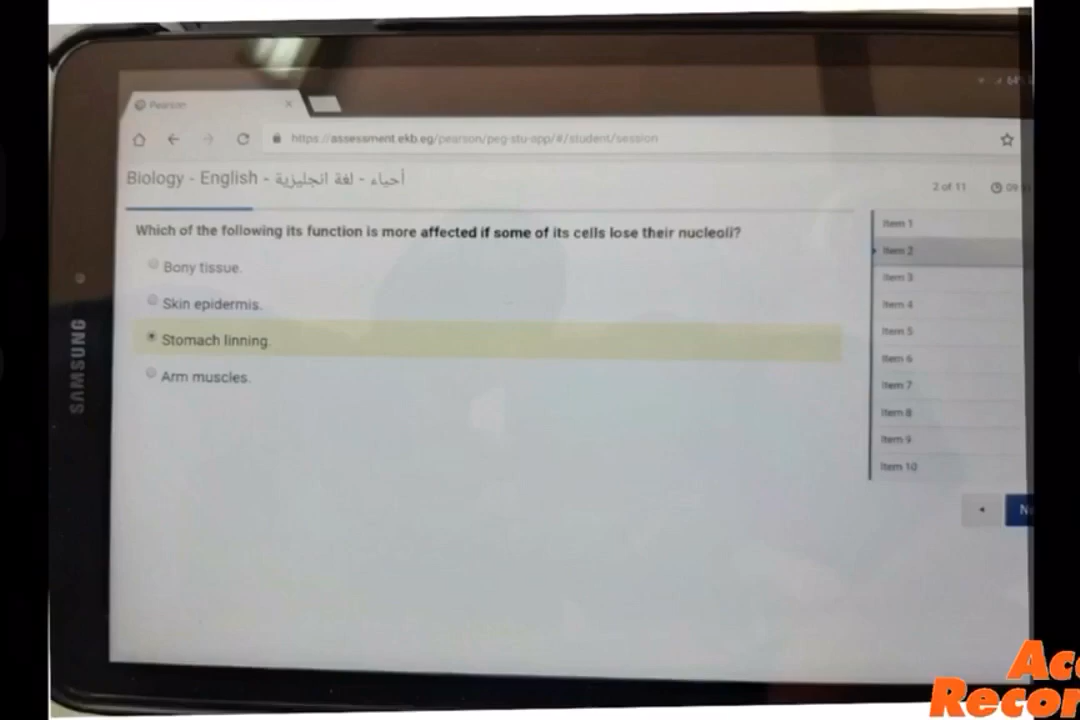 Pearson
https://assessment.ekb.eg/pearson/peg-stu-app/#/student/session
Biology - English - أحياء - لغة انجليزية
2 of 11
Which of the following its function is more affected if some of its cells lose their nucleoli?
Bony tissue.
Skin epidermis.
Stomach linning.
Arm muscles.
Item 1
Item 2
Item 3
Item 4
Item 5
Item 6
Item 7
Item 8
Item 9
Item 10
SAMSUNG